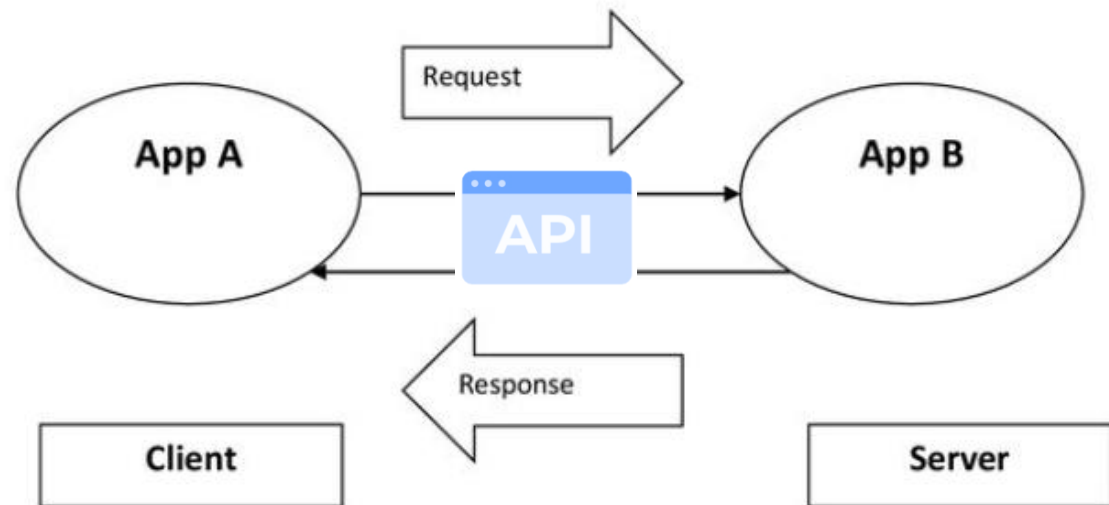 Request
App A
App B
API
Response
Client
Server